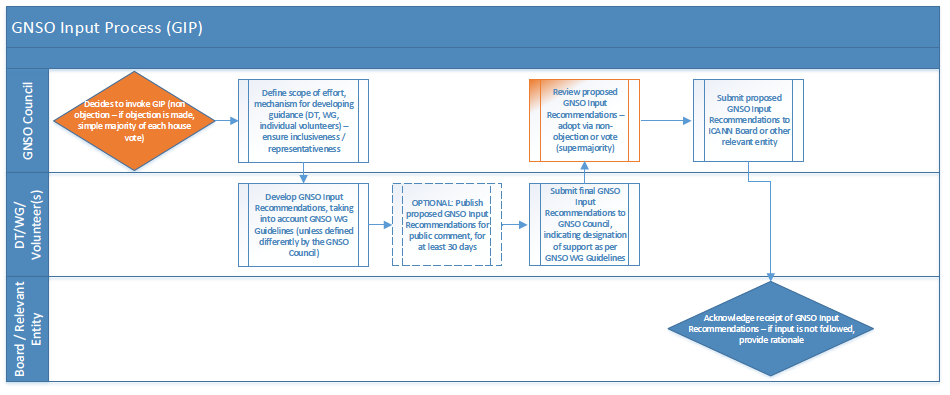 GNSO Input Process (GIP)
GNSO Council
Decides to invoke GIP (non
objection – if objection is made,
simple majority of each house
vote)
Define scope of effort,
mechanism for developing
guidance (DT, WG,
individual volunteers) –
ensure inclusiveness /
representativeness
Review proposed
GNSO Input
Recommendations –
adopt via non-
objection or vote
(supermajority)
Submit proposed
GNSO Input
Recommendations to
ICANN Board or other
relevant entity
DT/WG/
Volunteer(s)
Develop GNSO Input
Recommendations, taking
into account GNSO WG
Guidelines (unless defined
differently by the GNSO
Council)
OPTIONAL: Publish
proposed GNSO Input
Recommendations for
public comment, for
at least 30 days
Submit final GNSO
Input
Recommendations to
GNSO Council,
indicating designation
of support as per
GNSO WG Guidelines
Board / Relevant
Entity
Acknowledge receipt of GNSO Input
Recommendations – if input is not followed,
provide rationale